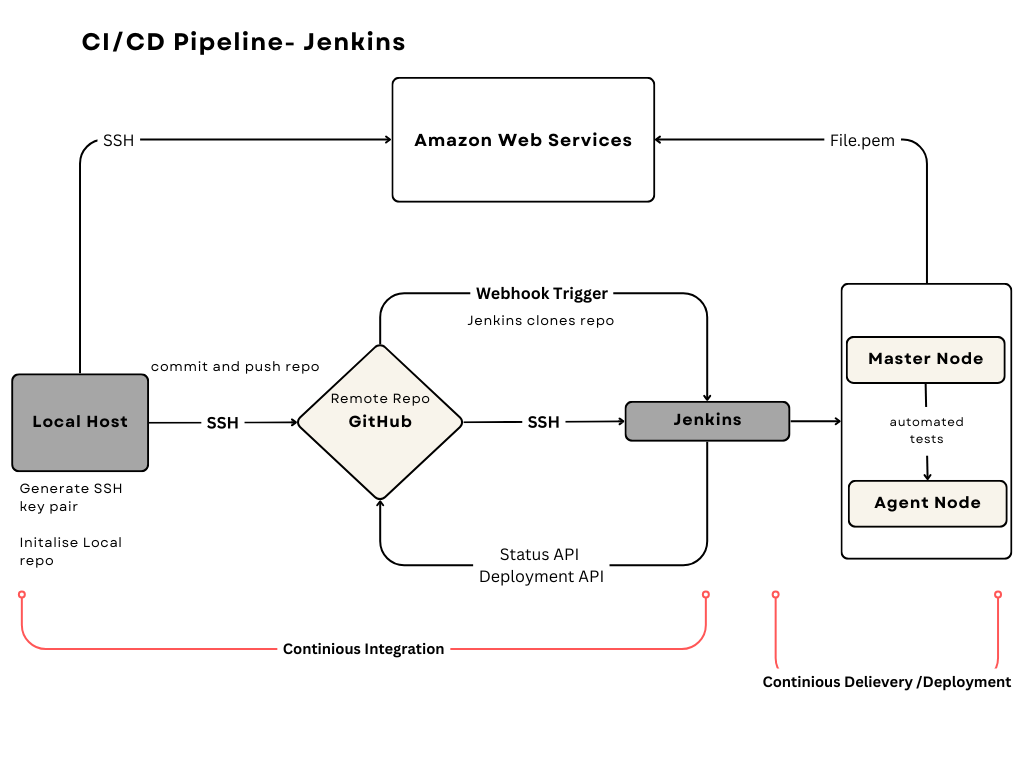 CI/CD Pipeline- Jenkins
Amazon Web Services
SSH
File.pem
Webhook Trigger
Jenkins clones repo
commit and push repo
Local Host
SSH
Remote Repo
GitHub
SSH
Jenkins
Master Node
automated
tests
Agent Node
Generate SSH
key pair
Initalise Local
repo
Status API
Deployment API
Continious Integration
Continious Delievery /Deployment